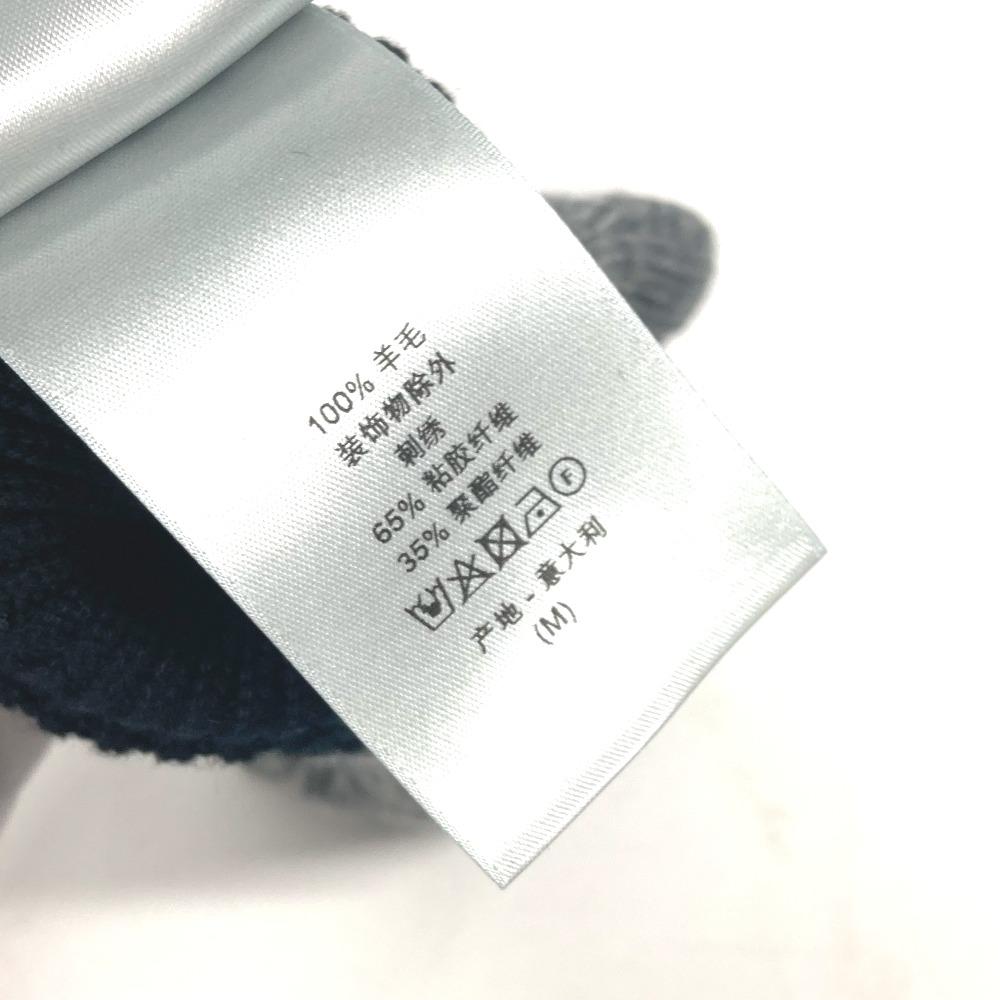 100% 羊毛
装饰物除外
刺绣
65% 粘胶纤维
35% 聚酯纤维
F
产地 - 意大利
(M)